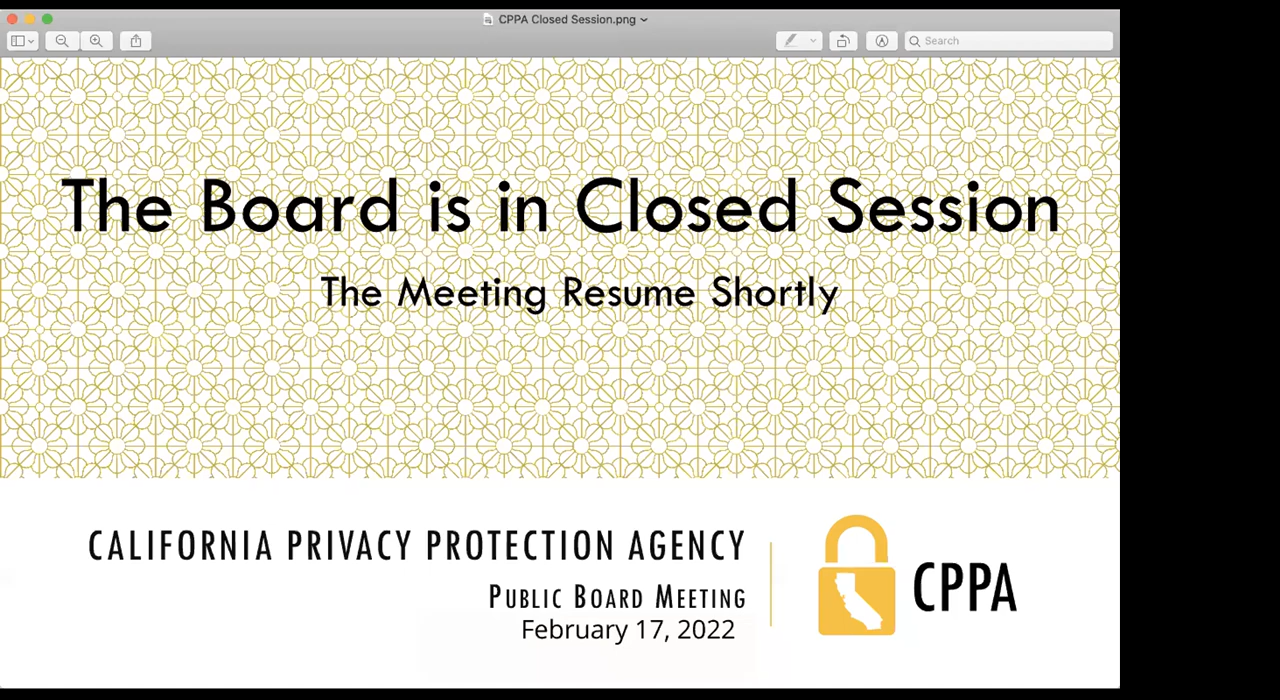 CPPA Closed Session.png
Search
The Board is in Closed Session
The Meeting Resume Shortly
CALIFORNIA PRIVACY PROTECTION AGENCY
PUBLIC BOARD MEETING
February 17, 2022
CPPA